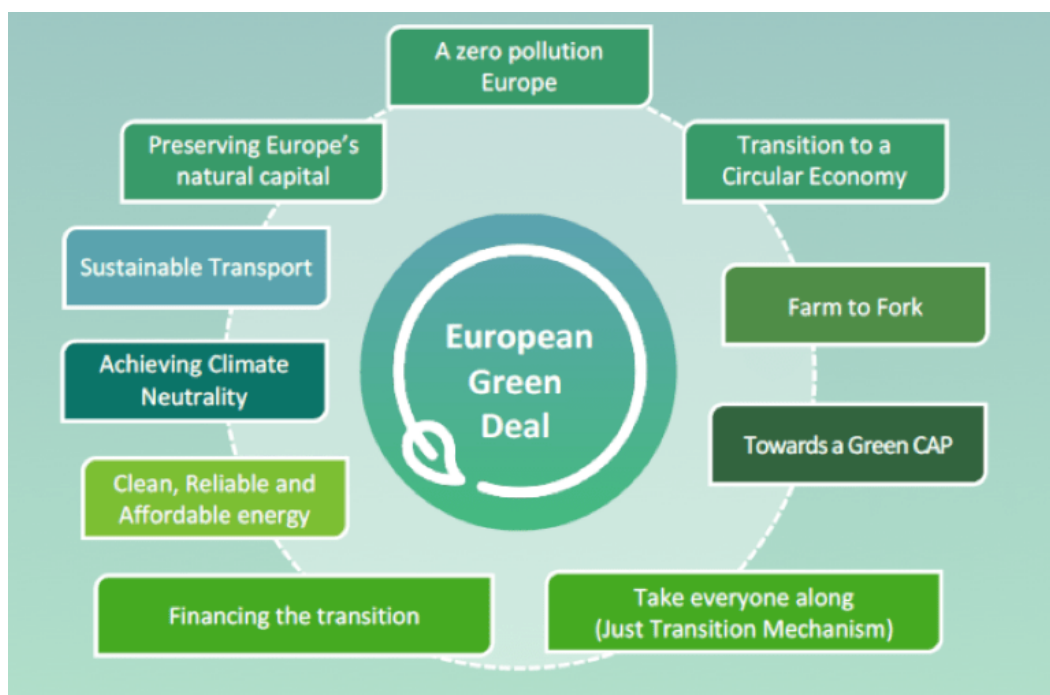 A zero pollution
Europe
Preserving Europe's
natural capital
Transition to a
Circular Economy
Sustainable Transport
Farm to Fork
European
Green
Deal
Achieving Climate
Neutrality
Towards a Green CAP
Clean, Reliable and
Affordable energy
Financing the transition
Take everyone along
(Just Transition Mechanism)